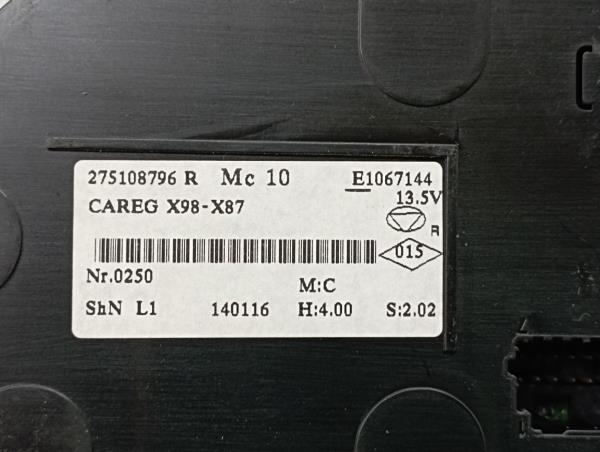 275108796 R Mc 10 E1067144
13.5V
CAREG X98-X87
R
015
Nr.0250
M:C
ShN L1 140116 H:4.00 S:2.02